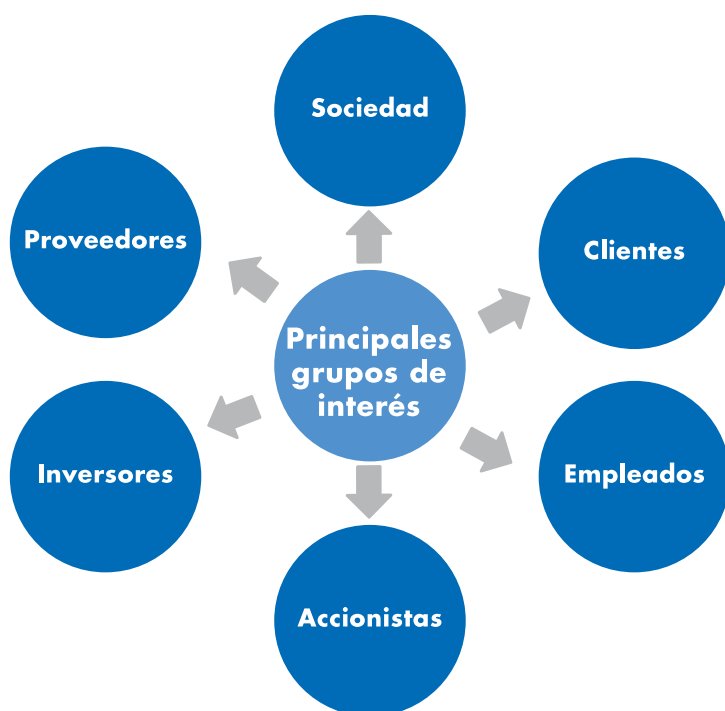 Sociedad
Proveedores
Clientes
Principales
grupos de
interés
Inversores
Empleados
Accionistas